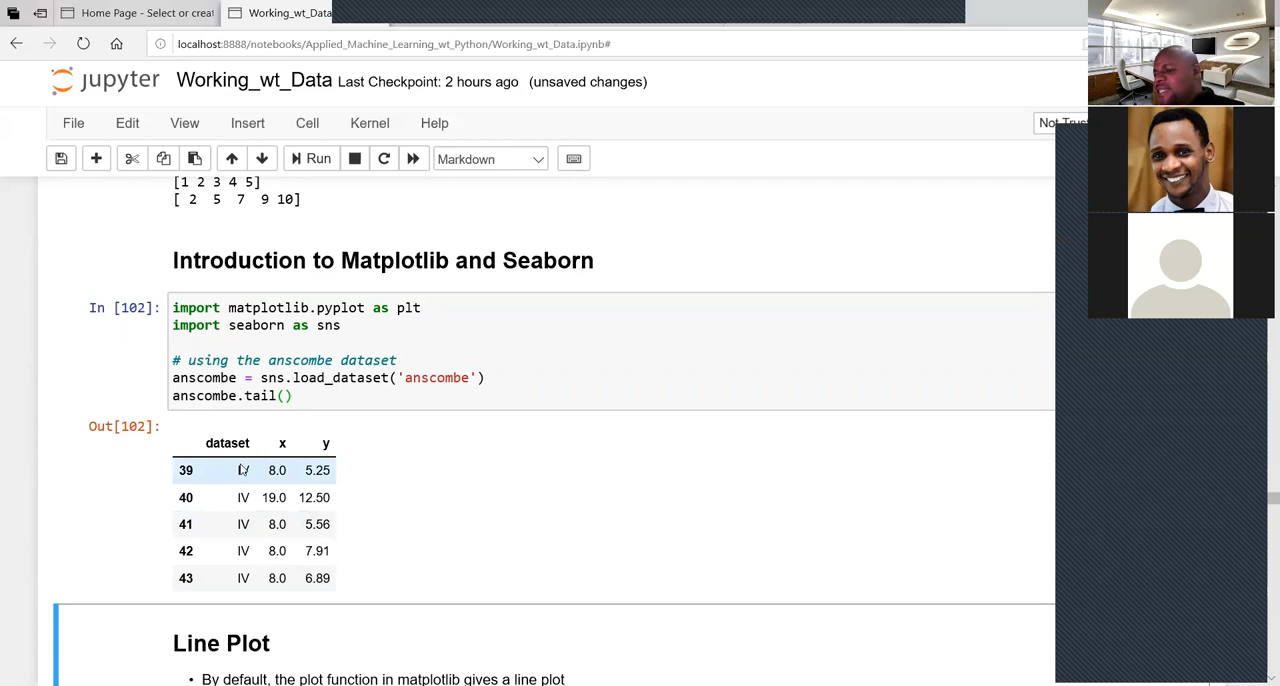 Home Page - Select or creat
Working_wt_Data
localhost:8888/notebooks/Applied_Machine_Learning_wt_Python/Working_wt_Data.ipynb#
jupyter Working_wt_Data Last Checkpoint: 2 hours ago (unsaved changes)
File Edit View Insert Cell Kernel Help
Not Trust
Run Markdown
[1 2 3 4 5]
[ 2 5 7 9 10]
Introduction to Matplotlib and Seaborn
In [102]: import matplotlib.pyplot as plt
import seaborn as sns
# using the anscombe dataset
anscombe = sns.load_dataset('anscombe')
anscombe.tail()
Out[102]:
dataset x y
39 IV 8.0 5.25
40 IV 19.0 12.50
41 IV 8.0 5.56
42 IV 8.0 7.91
43 IV 8.0 6.89
Line Plot
• By default, the plot function in matplotlib gives a line plot